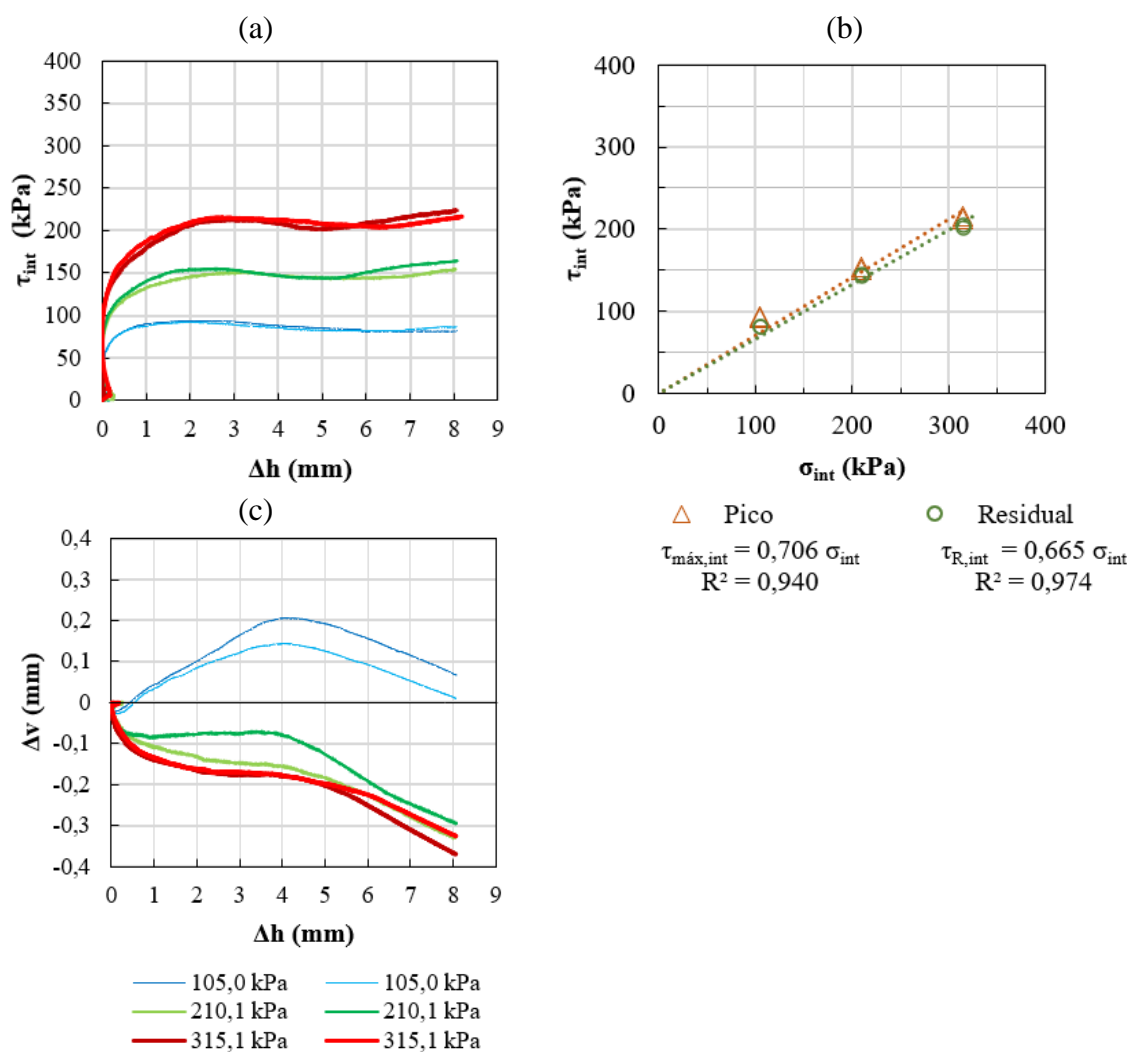 (a)
400
350
300
250
200
150
100
50
0
τint (kPa)
0 1 2 3 4 5 6 7 8 9
Δh (mm)
(b)
400
300
200
100
0
τint (kPa)
0 100 200 300 400
σint (kPa)
Pico Residual
τmáx,int = 0,706 σint τR,int = 0,665 σint
R² = 0,940 R² = 0,974
(c)
0,4
0,3
0,2
0,1
0
-0,1
-0,2
-0,3
-0,4
Δv (mm)
0 1 2 3 4 5 6 7 8 9
Δh (mm)
105,0 kPa 105,0 kPa
210,1 kPa 210,1 kPa
315,1 kPa 315,1 kPa